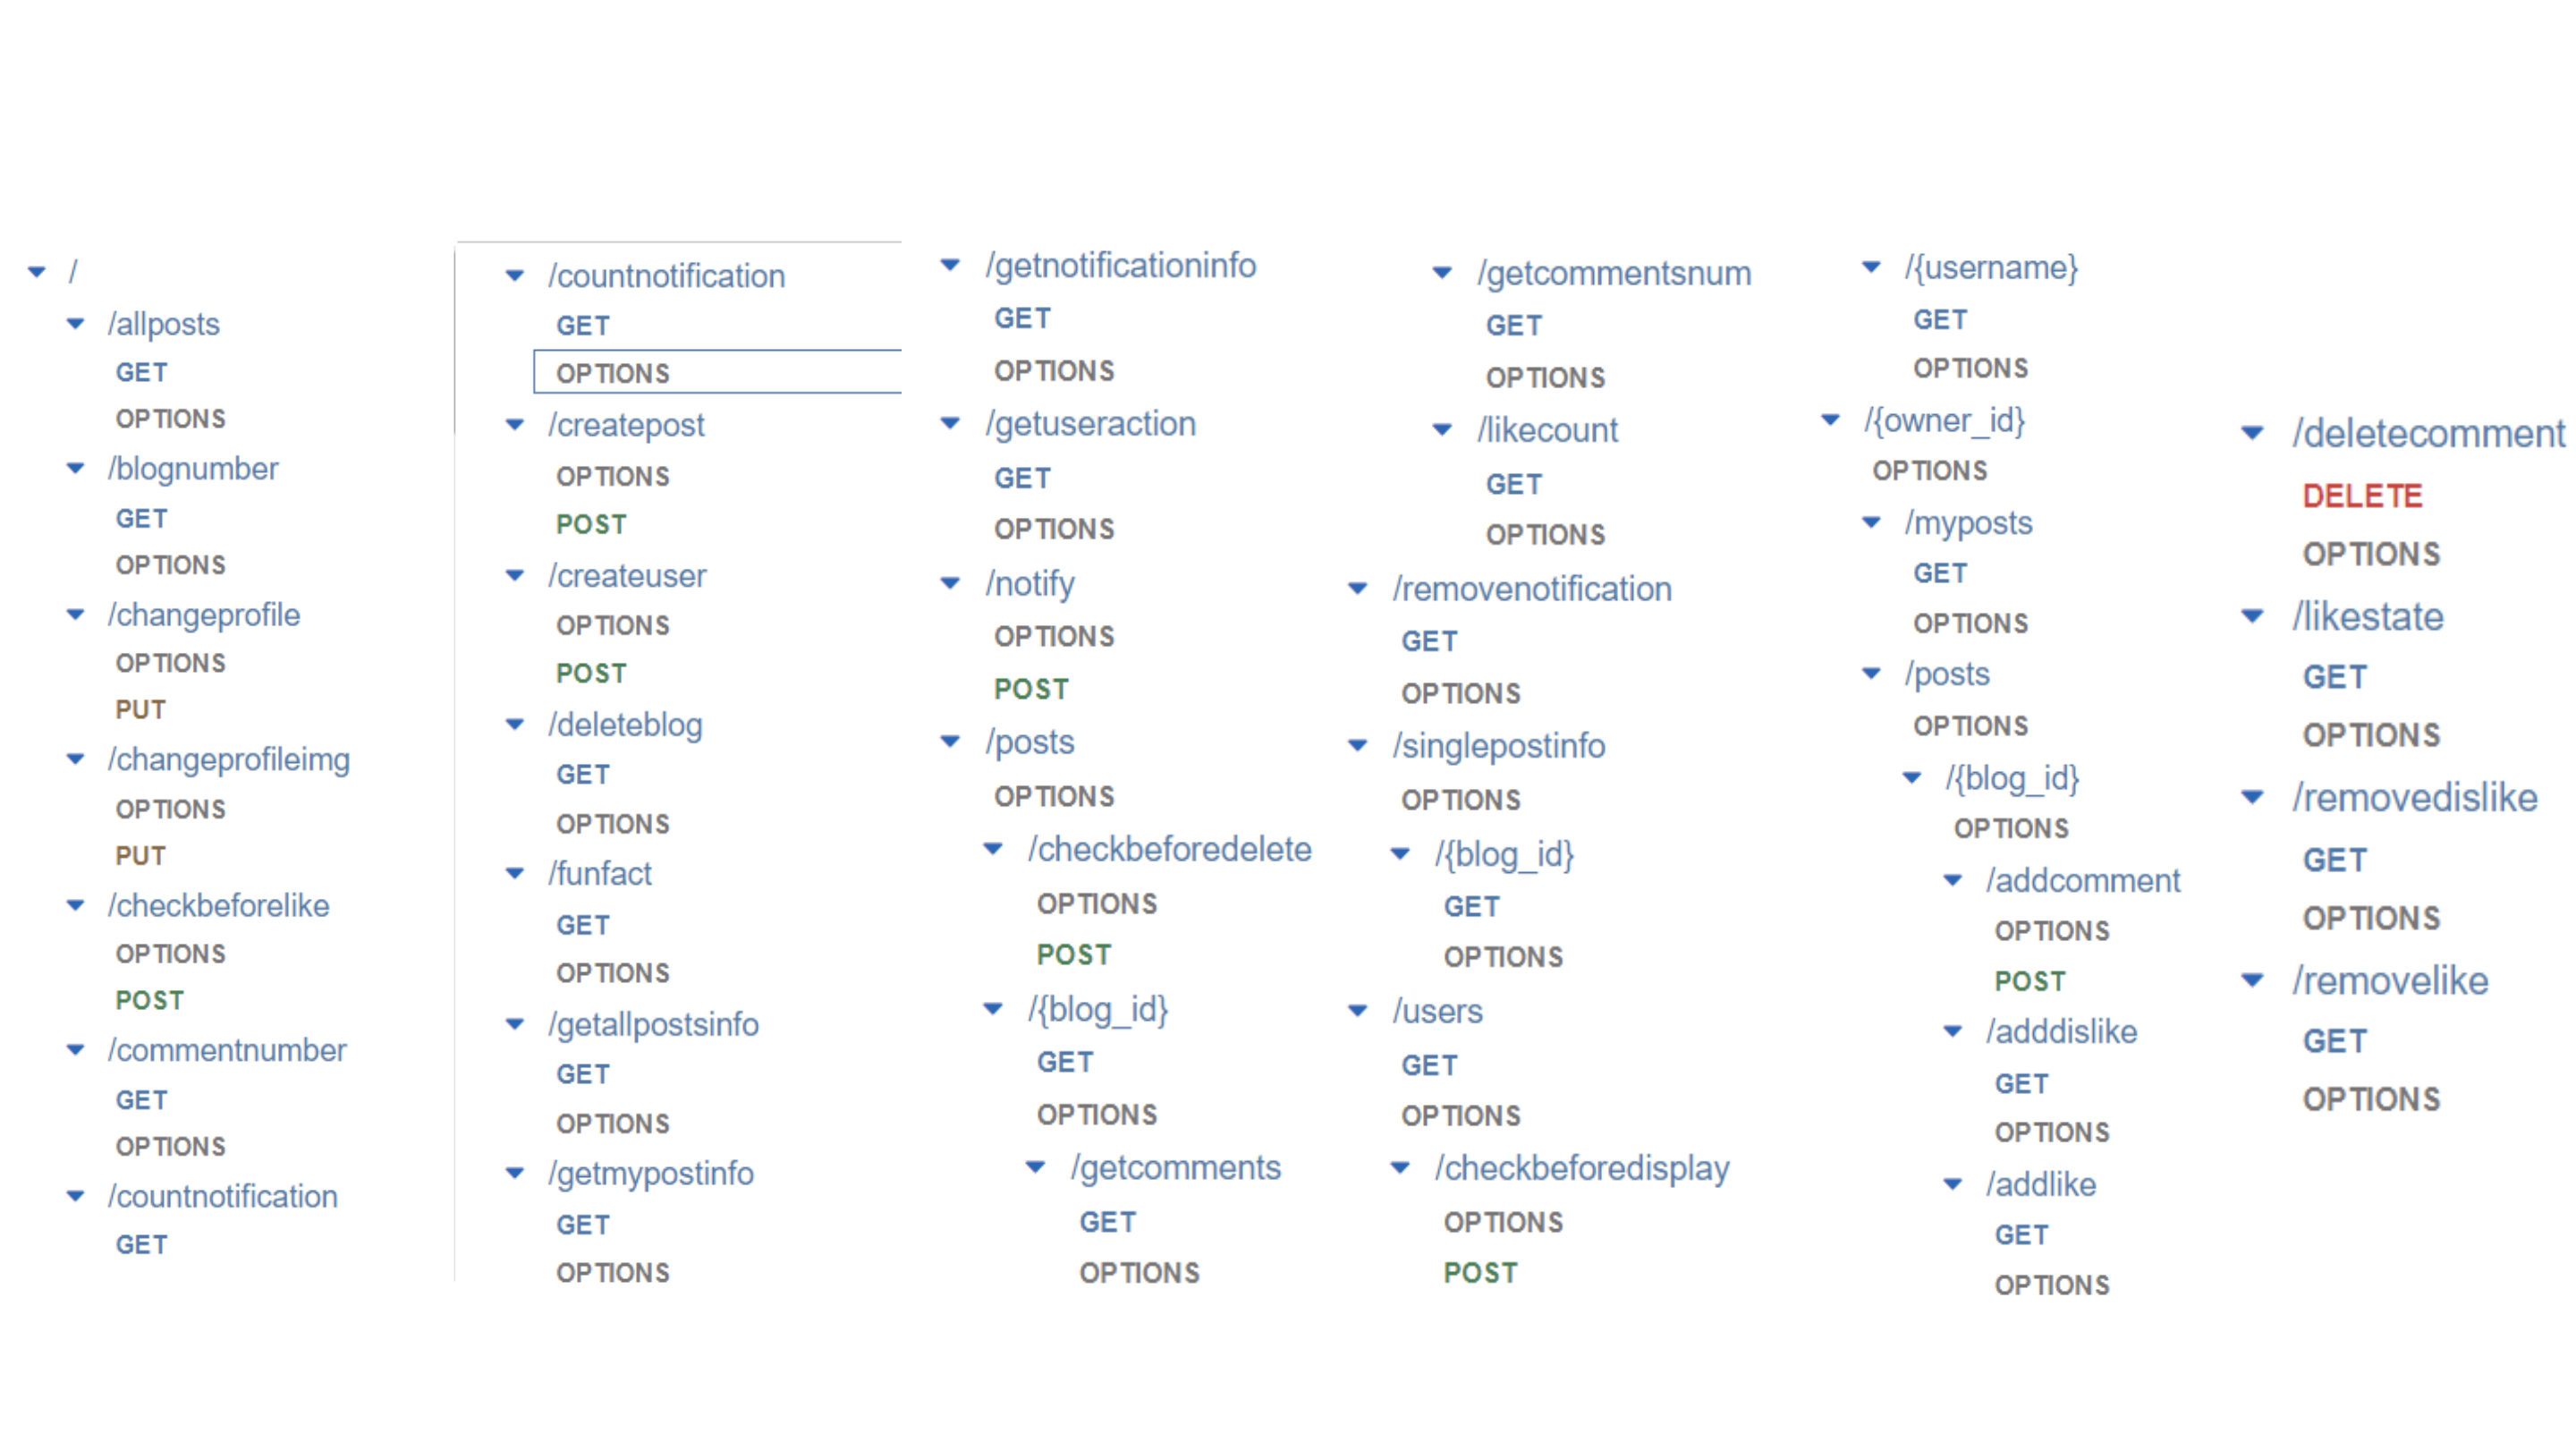 /
/allposts
GET
OPTIONS
/blognumber
GET
OPTIONS
/changeprofile
OPTIONS
PUT
/changeprofileimg
OPTIONS
PUT
/checkbeforelike
OPTIONS
POST
/commentnumber
GET
OPTIONS
/countnotification
GET
/countnotification
GET
OPTIONS
/createpost
OPTIONS
POST
/createuser
OPTIONS
POST
/deleteblog
GET
OPTIONS
/funfact
GET
OPTIONS
/getallpostsinfo
GET
OPTIONS
/getmypostinfo
GET
OPTIONS
/getnotificationinfo
GET
OPTIONS
/getuseraction
GET
OPTIONS
/notify
OPTIONS
POST
/posts
OPTIONS
/checkbeforedelete
OPTIONS
POST
/{blog_id}
GET
OPTIONS
/getcomments
GET
OPTIONS
/getcommentsnum
GET
OPTIONS
/likecount
GET
OPTIONS
/removenotification
GET
OPTIONS
/singlepostinfo
OPTIONS
/{blog_id}
GET
OPTIONS
/users
GET
OPTIONS
/checkbeforedisplay
OPTIONS
POST
/{username}
GET
OPTIONS
/{owner_id}
OPTIONS
/myposts
GET
OPTIONS
/posts
OPTIONS
/{blog_id}
OPTIONS
/addcomment
OPTIONS
POST
/adddislike
GET
OPTIONS
/addlike
GET
OPTIONS
/deletecomment
DELETE
OPTIONS
/likestate
GET
OPTIONS
/removedislike
GET
OPTIONS
/removelike
GET
OPTIONS